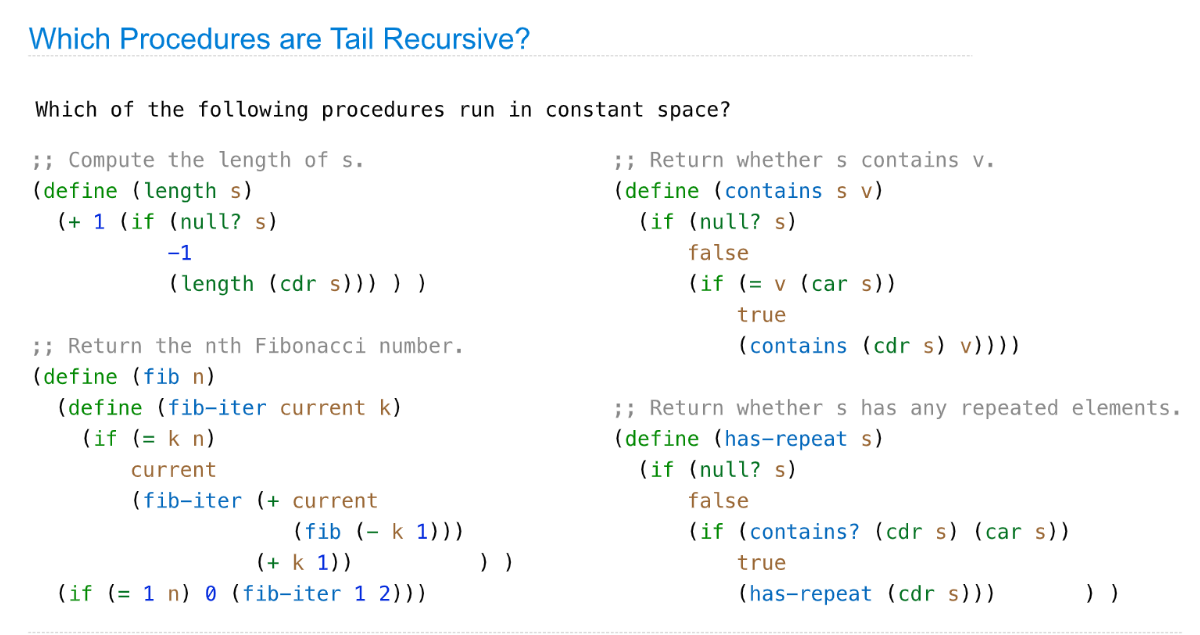 Which Procedures are Tail Recursive?
Which of the following procedures run in constant space?
;; Compute the length of s.
(define (length s)
  (+ 1 (if (null? s)
           -1
           (length (cdr s))) ) )
;; Return the nth Fibonacci number.
(define (fib n)
  (define (fib-iter current k)
    (if (= k n)
        current
        (fib-iter (+ current
                     (fib (- k 1)))
                  (+ k 1))          ) )
  (if (= 1 n) 0 (fib-iter 1 2)))
;; Return whether s contains v.
(define (contains s v)
  (if (null? s)
      false
      (if (= v (car s))
          true
          (contains (cdr s) v))))
;; Return whether s has any repeated elements.
(define (has-repeat s)
  (if (null? s)
      false
      (if (contains? (cdr s) (car s))
          true
          (has-repeat (cdr s)))       ) )